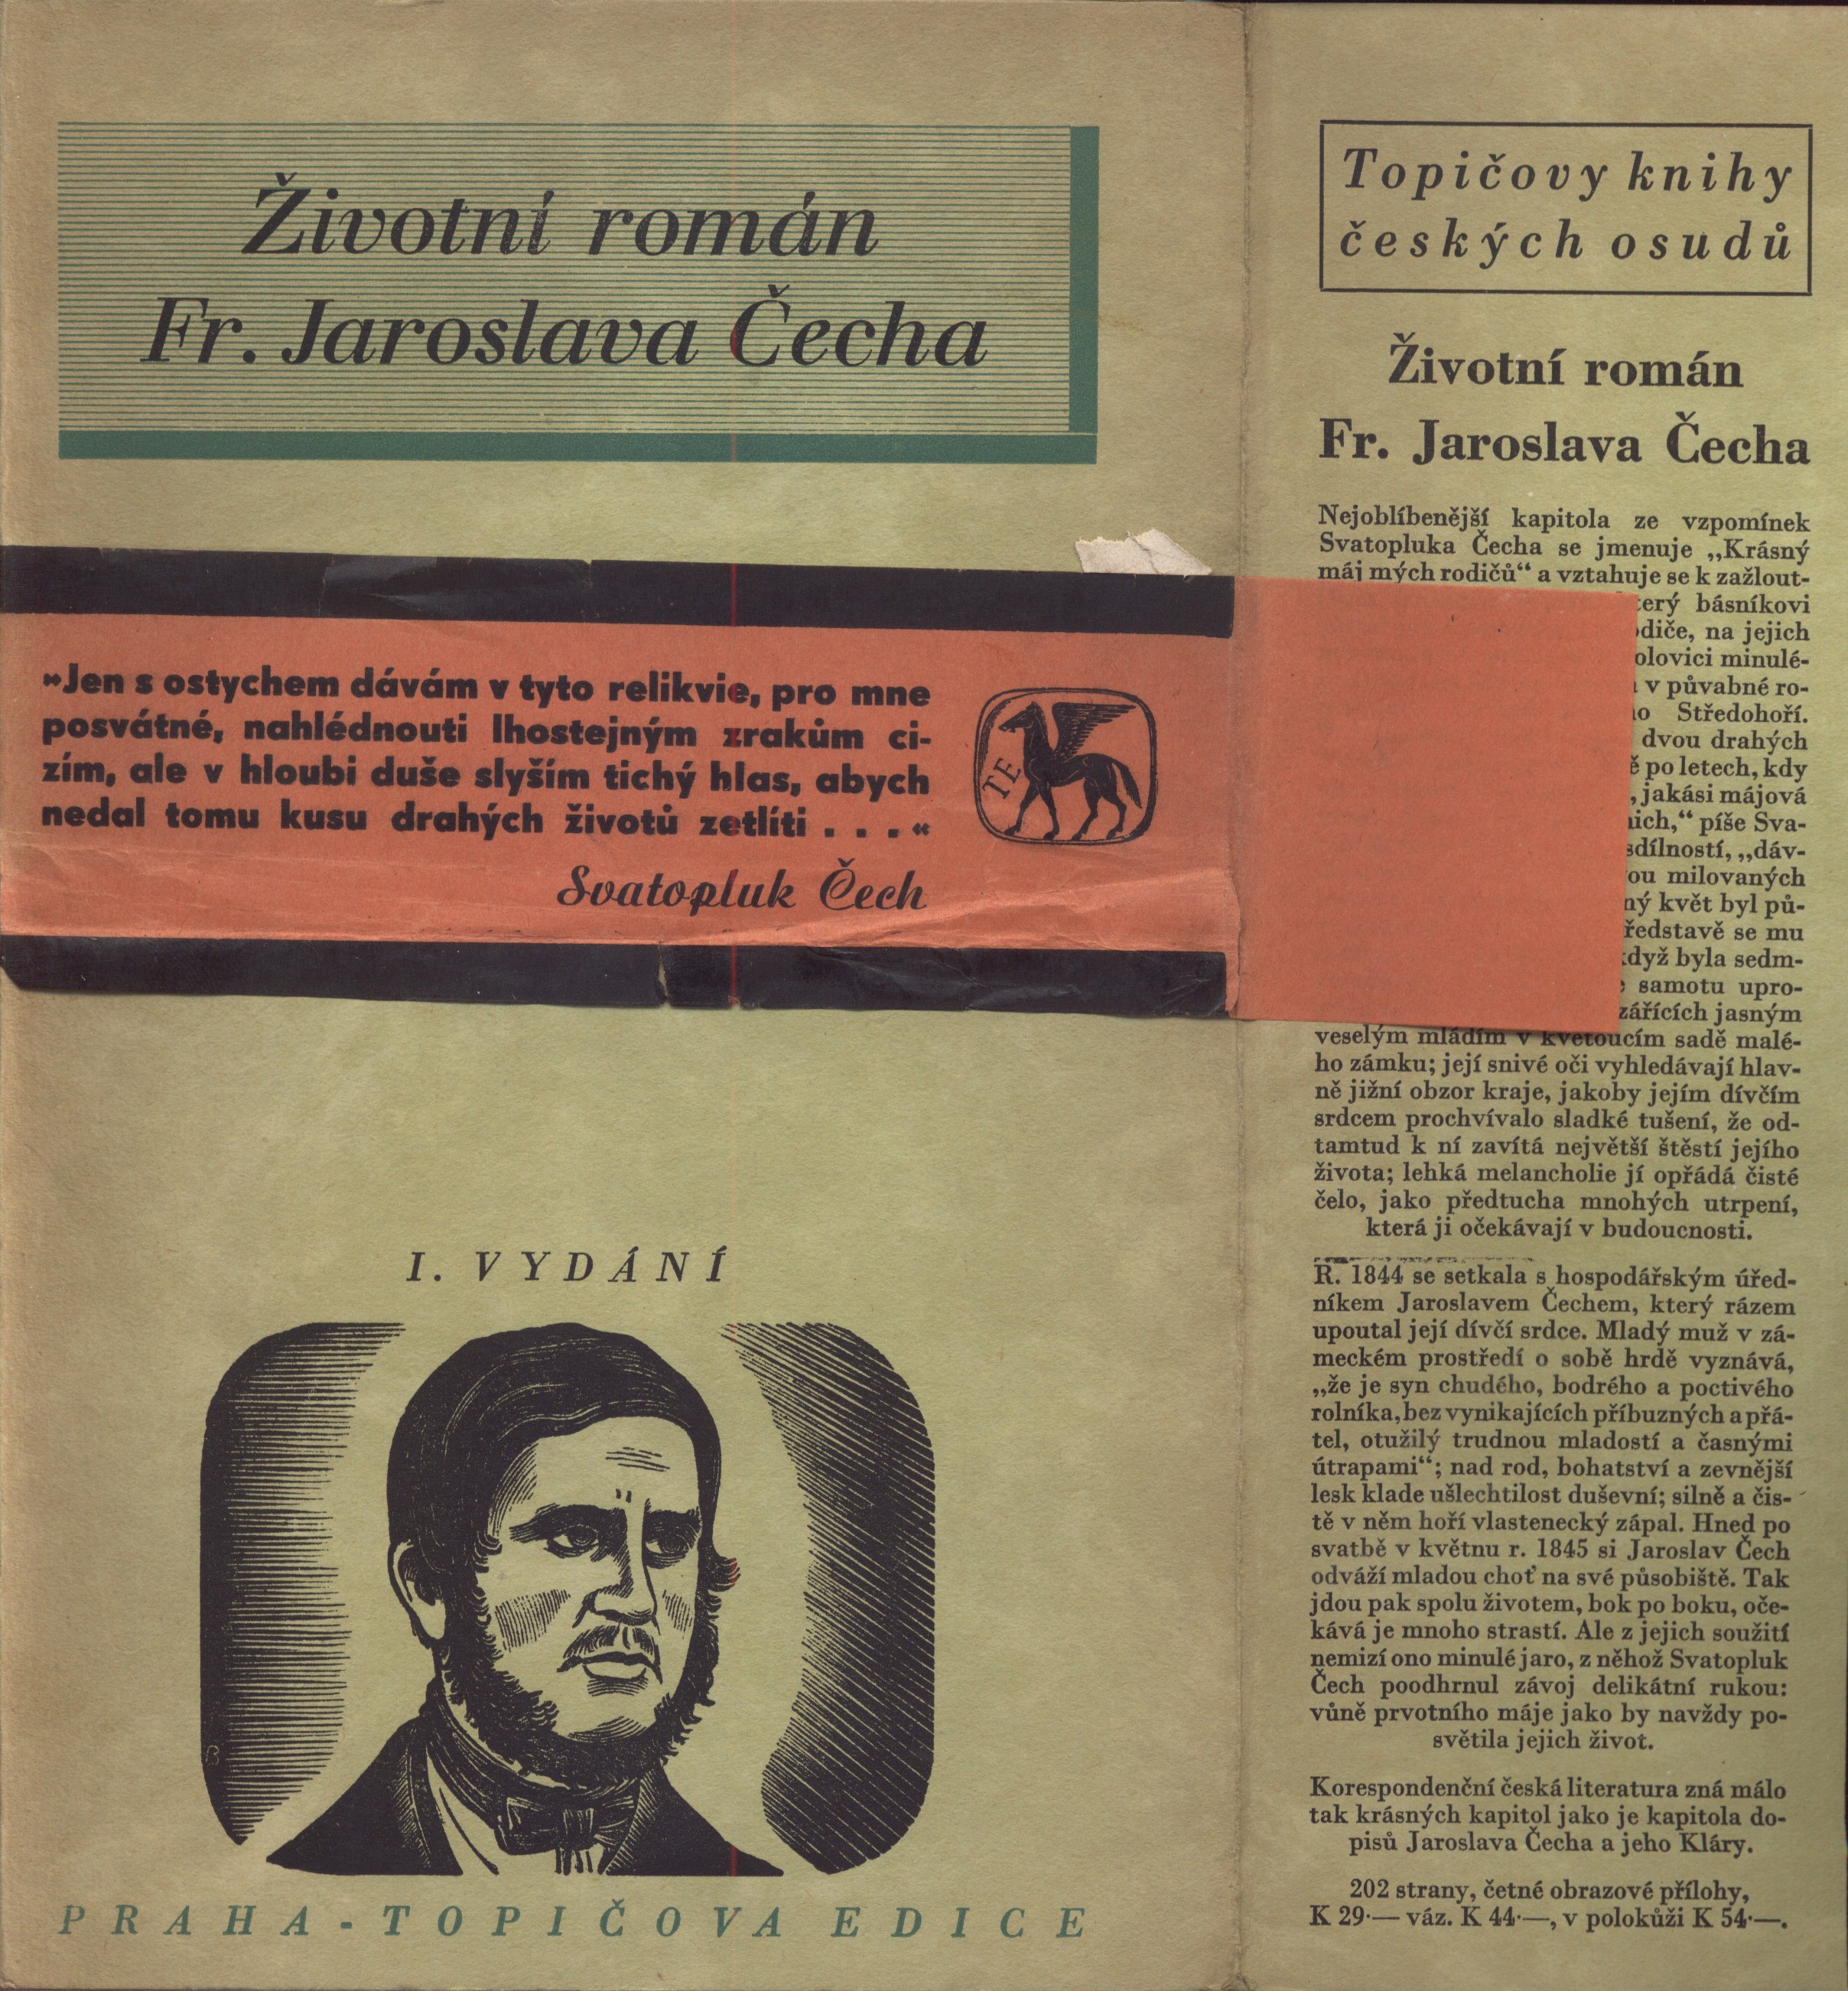 Životní román
Fr. Jaroslava Čecha
»Jen s ostychem dávám v tyto relikvie, pro mne
posvátné, nahlédnouti lhostejným zrakům ci-
zím, ale v hloubi duše slyším tichý hlas, abych
nedal tomu kusu drahých životů zetlíti . . . «
Svatopluk Čech
TE
I. VYDÁNÍ
PRAHA - TOPIČOVA EDICE
Topičovy knihy
českých osudů
Životní román
Fr. Jaroslava Čecha
Nejoblíbenější kapitola ze vzpomínek
Svatopluka Čecha se jmenuje „Krásný
máj mých rodičů“ a vztahuje se k zažlout-
básníkovi
na jejich
minulé-
v půvabné ro-
Středohoří.
dvou drahých
po letech, kdy
jakási májová
píše Sva-
„dáv-
milovaných
květ byl pů-
se mu
byla sedm-
samotu upro-
jasným
veselým mládím v kvetoucím sadě malé-
ho zámku; její snivé oči vyhledávají hlav-
ně jižní obzor kraje, jakoby jejím dívčím
srdcem prochvívalo sladké tušení, že od-
tamtud k ní zavítá největší štěstí jejího
života; lehká melancholie jí opřádá čisté
čelo, jako předtucha mnohých utrpení,
která ji očekávají v budoucnosti.
R. 1844 se setkala s hospodářským úřed-
níkem Jaroslavem Čechem, který rázem
upoutal její dívčí srdce. Mladý muž v zá-
meckém prostředí o sobě hrdě vyznává,
„že je syn chudého, bodrého a poctivého
rolníka, bez vynikajících příbuzných a přá-
tel, otužilý trudnou mladostí a časnými
útrapami“; nad rod, bohatství a zevnější
lesk klade ušlechtilost duševní; silně a čis-
tě v něm hoří vlastenecký zápal. Hned po
svatbě v květnu r. 1845 si Jaroslav Čech
odváží mladou choť na své působiště. Tak
jdou pak spolu životem, bok po boku, oče-
kává je mnoho strastí. Ale z jejich soužití
nemizí ono minulé jaro, z něhož Svatopluk
Čech poodhrnul závoj delikátní rukou:
vůně prvotního máje jako by navždy po-
světila jejich život.
Korespondenční česká literatura zná málo
tak krásných kapitol jako je kapitola do-
pisů Jaroslava Čecha a jeho Kláry.
202 strany, četné obrazové přílohy,
K 29·— váz. K 44·—, v polokůži K 54·—.